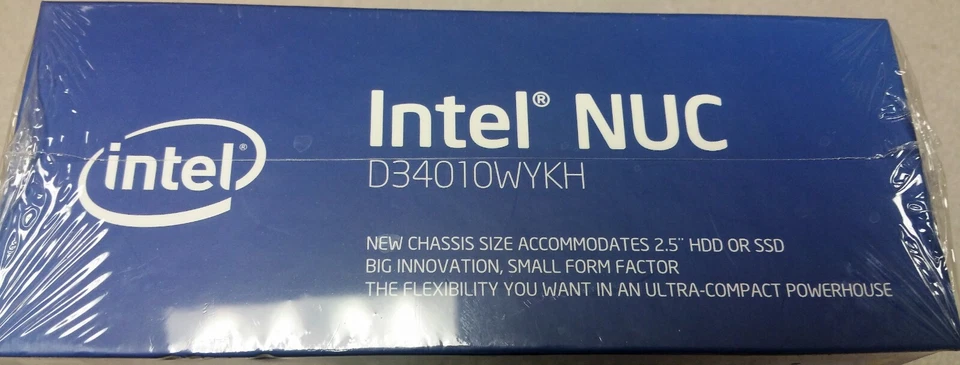 intel®
Intel® NUC
D34010WYKH
NEW CHASSIS SIZE ACCOMMODATES 2.5" HDD OR SSD
BIG INNOVATION, SMALL FORM FACTOR
THE FLEXIBILITY YOU WANT IN AN ULTRA-COMPACT POWERHOUSE